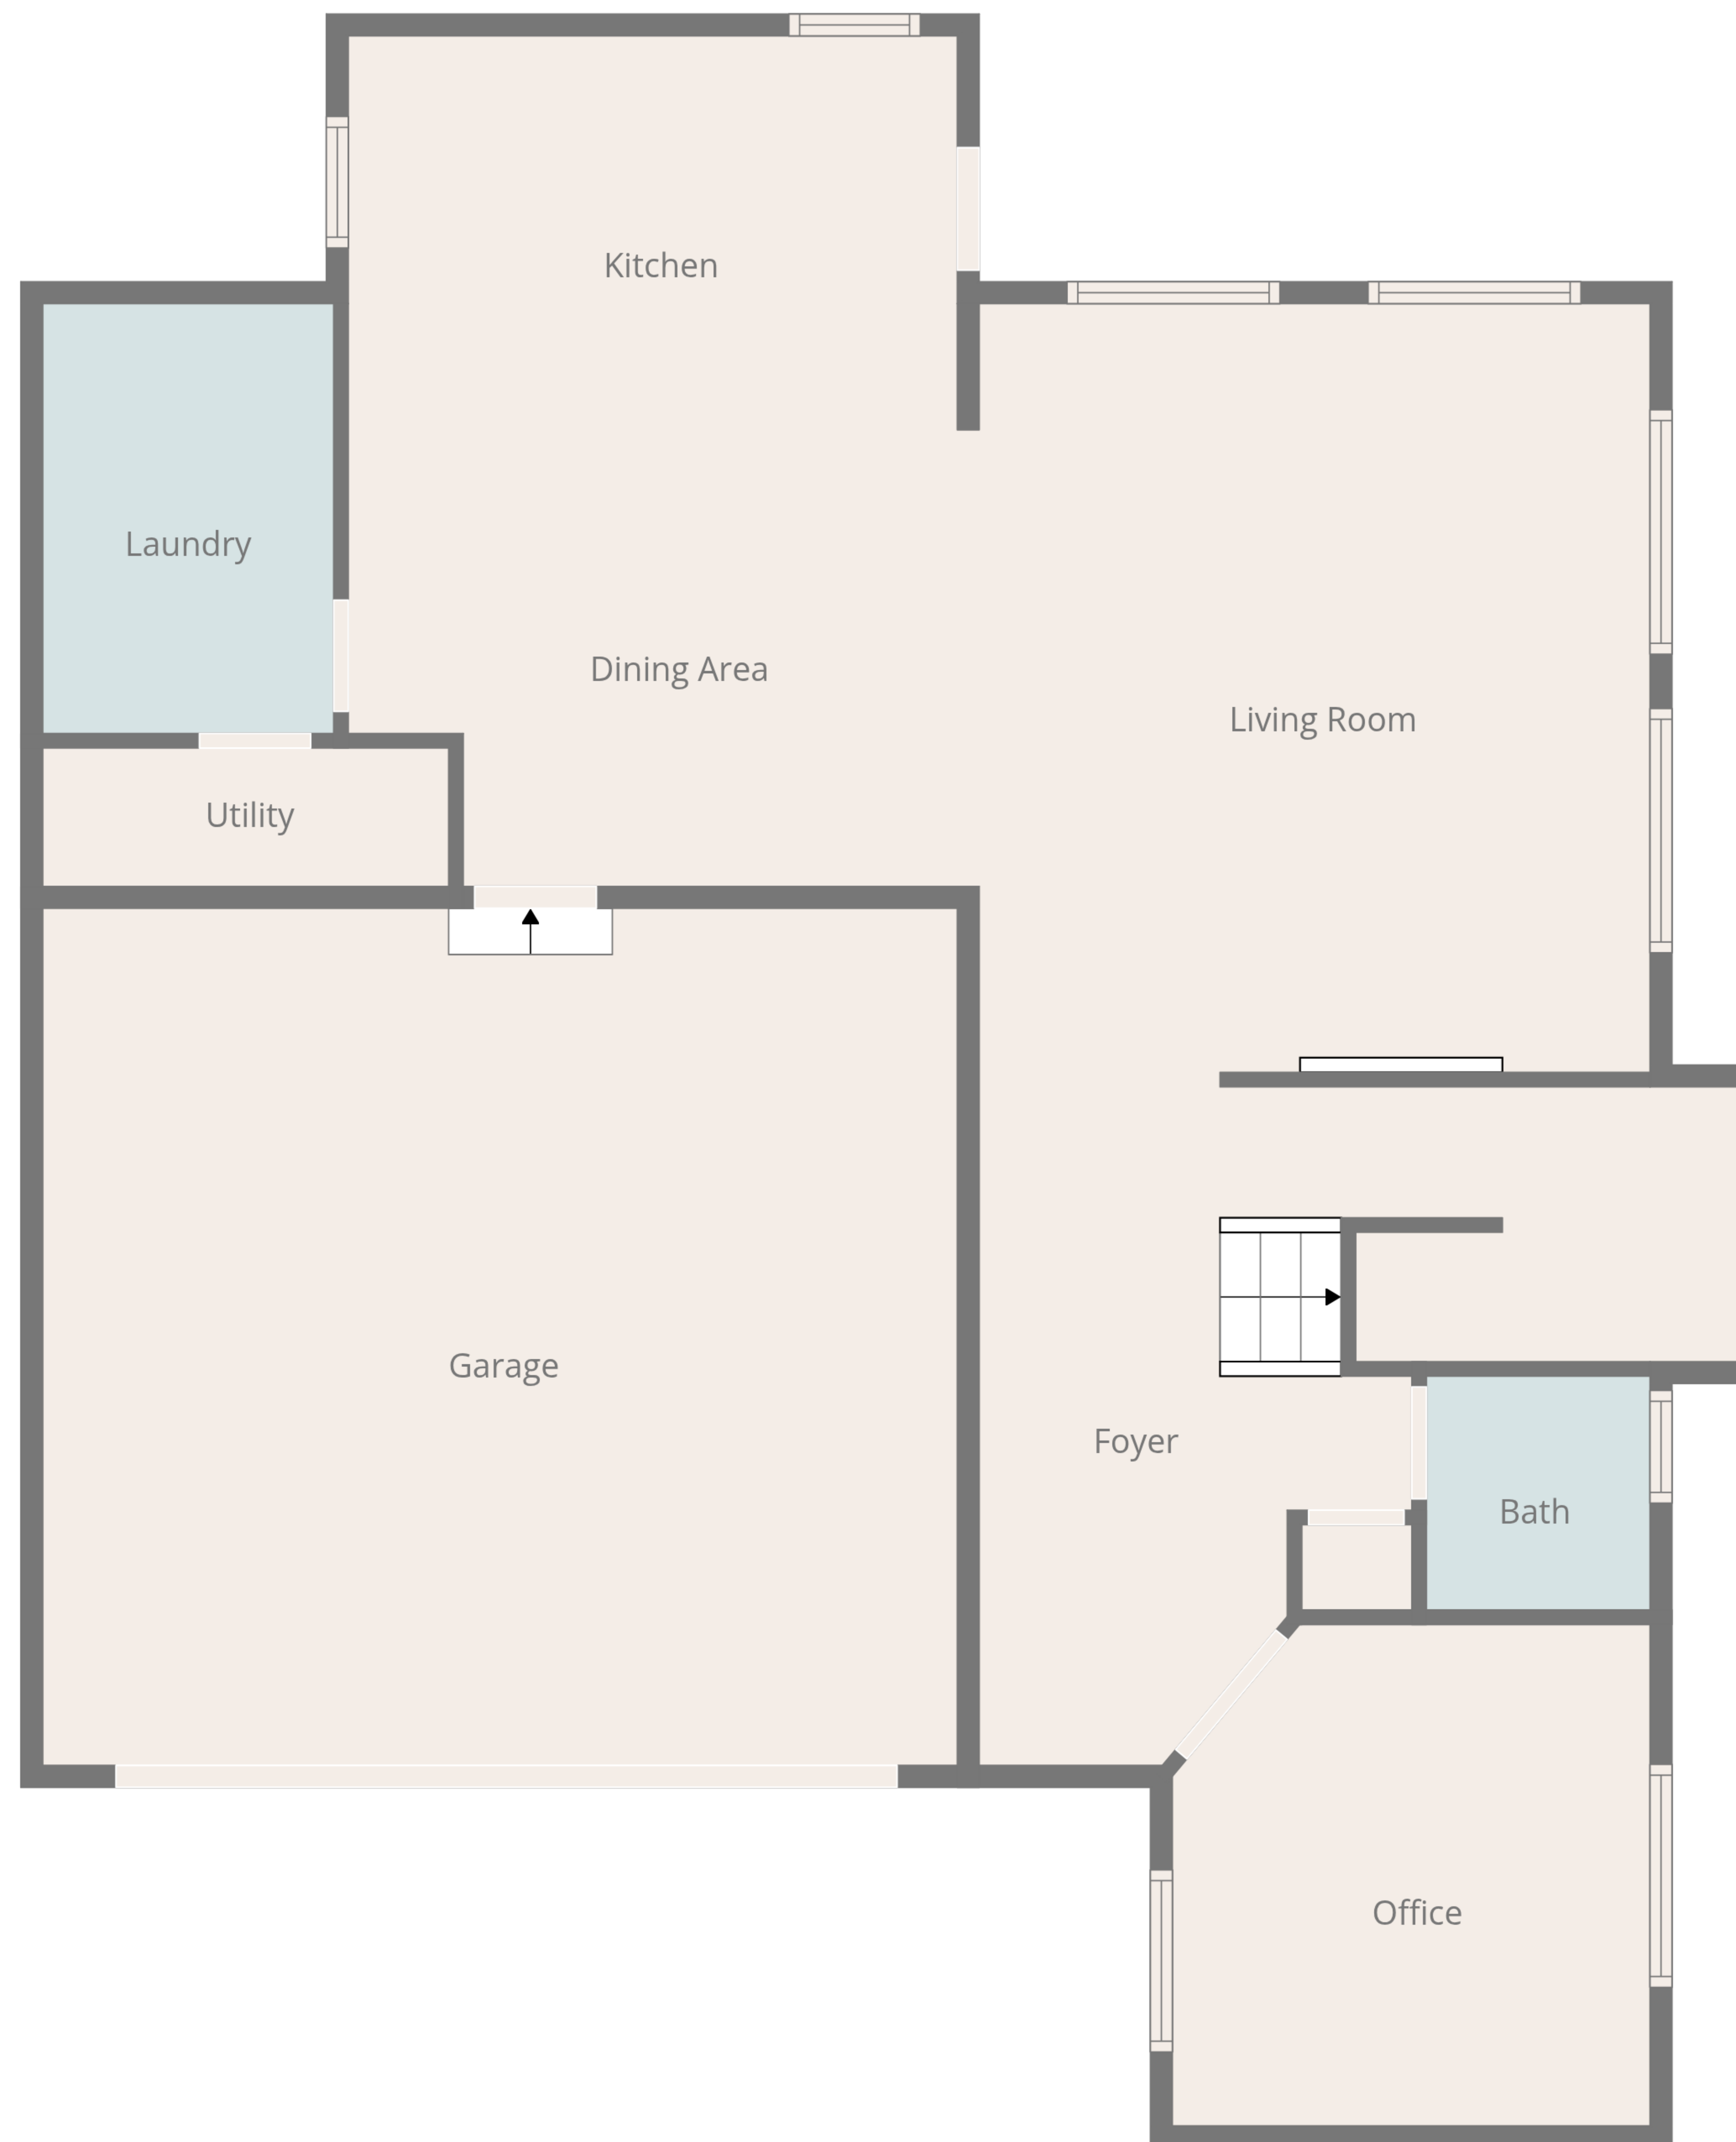 Kitchen
Laundry
Dining Area
Living Room
Utility
Garage
Foyer
Bath
Office